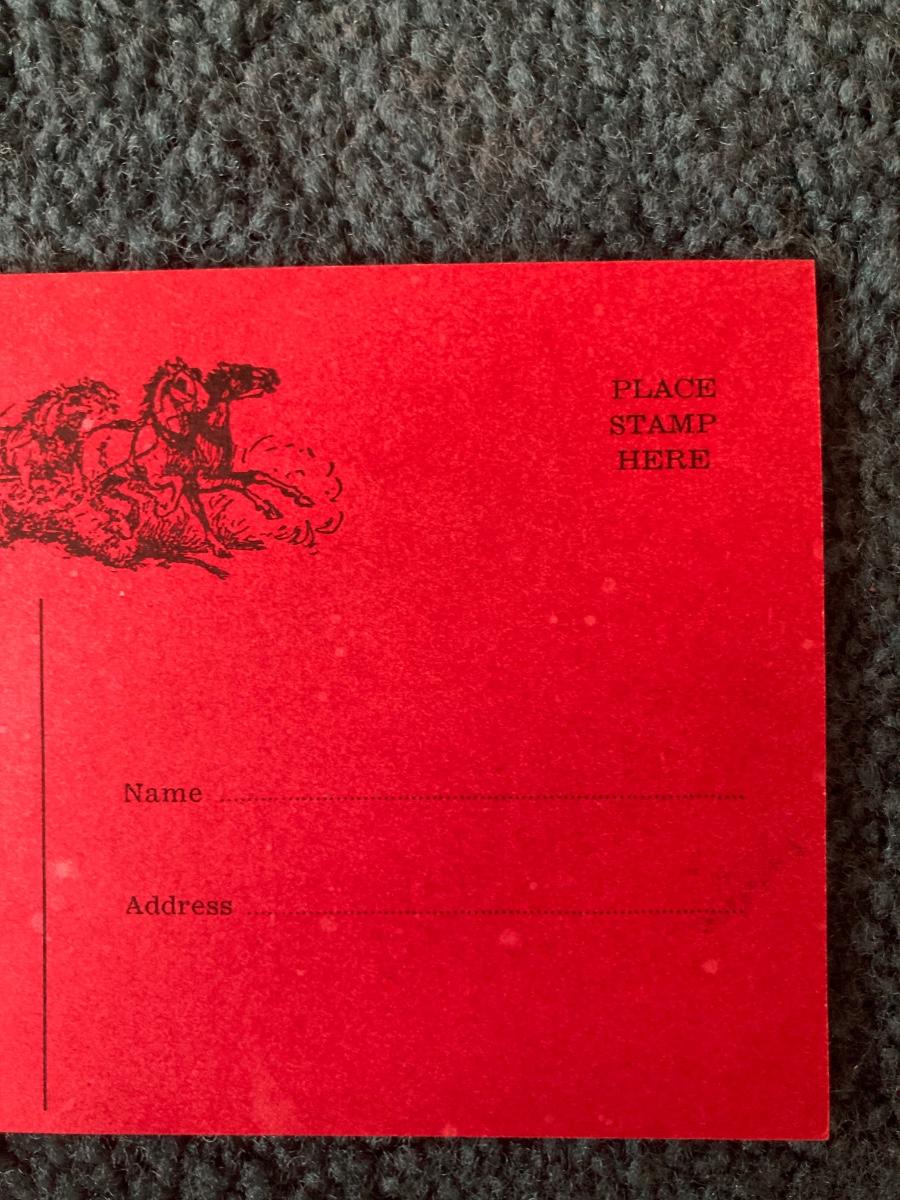 PLACE
STAMP
HERE
Name
Address